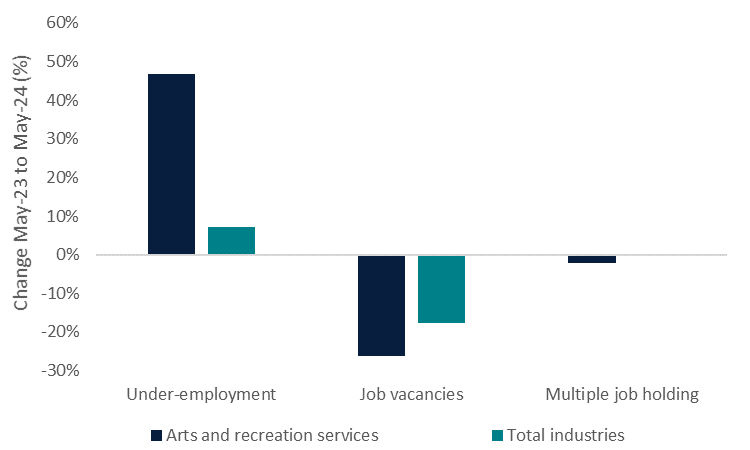 Change May-23 to May-24 (%)
60%
50%
40%
30%
20%
10%
0%
-10%
-20%
-30%
Under-employment
Job vacancies
Multiple job holding
Arts and recreation services
Total industries